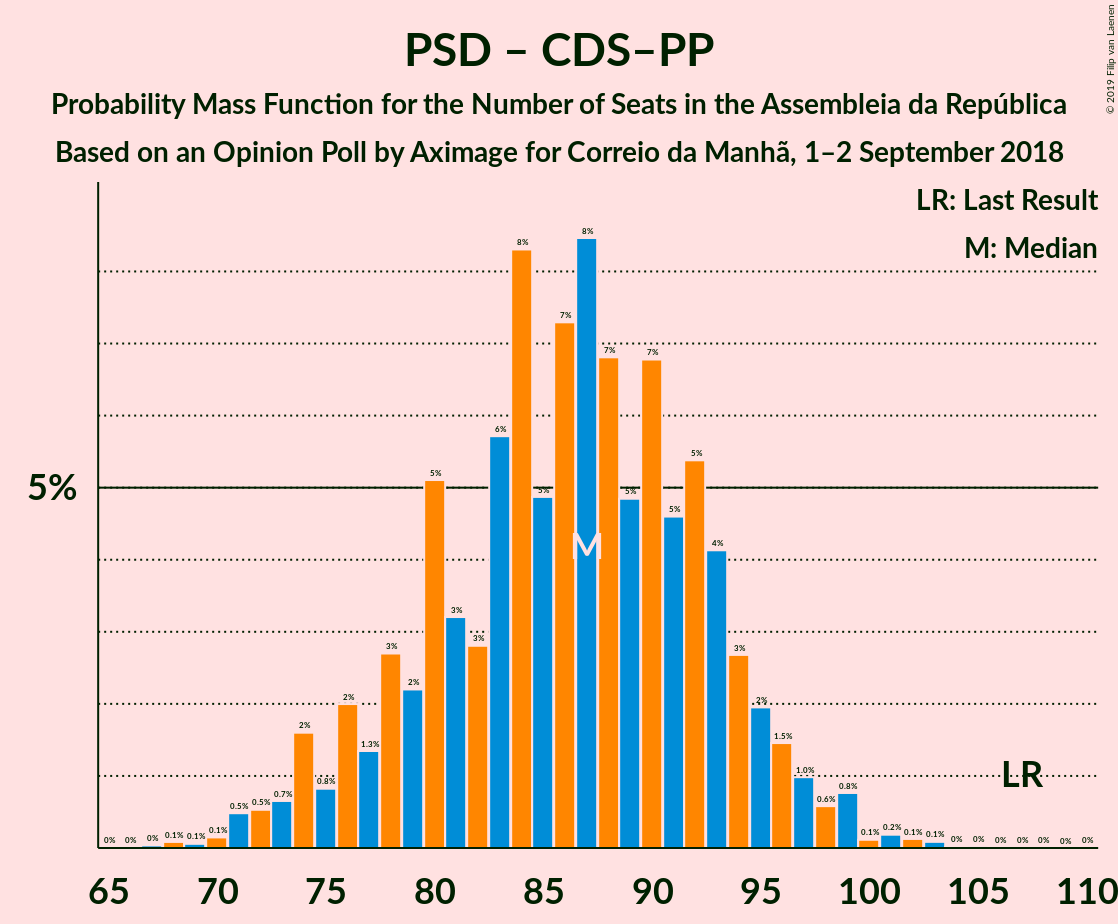 PSD – CDS–PP
Probability Mass Function for the Number of Seats in the Assembleia da República
Based on an Opinion Poll by Aximage for Correio da Manhã, 1–2 September 2018
© 2019 Filip van Laenen
LR: Last Result
M: Median
5%
0% 0% 0% 0.1% 0.1% 0.1% 0.5% 0.5% 0.7% 2% 0.8% 2% 1.3% 3% 2% 5% 3% 3% 6% 8% 5% 7% 8% 7% 5% 7% 5% 5% 4% 3% 2% 1.5% 1.0% 0.6% 0.8% 0.1% 0.2% 0.1% 0.1% 0% 0% 0% 0% 0% 0% 0%
M
LR
65 70 75 80 85 90 95 100 105 110